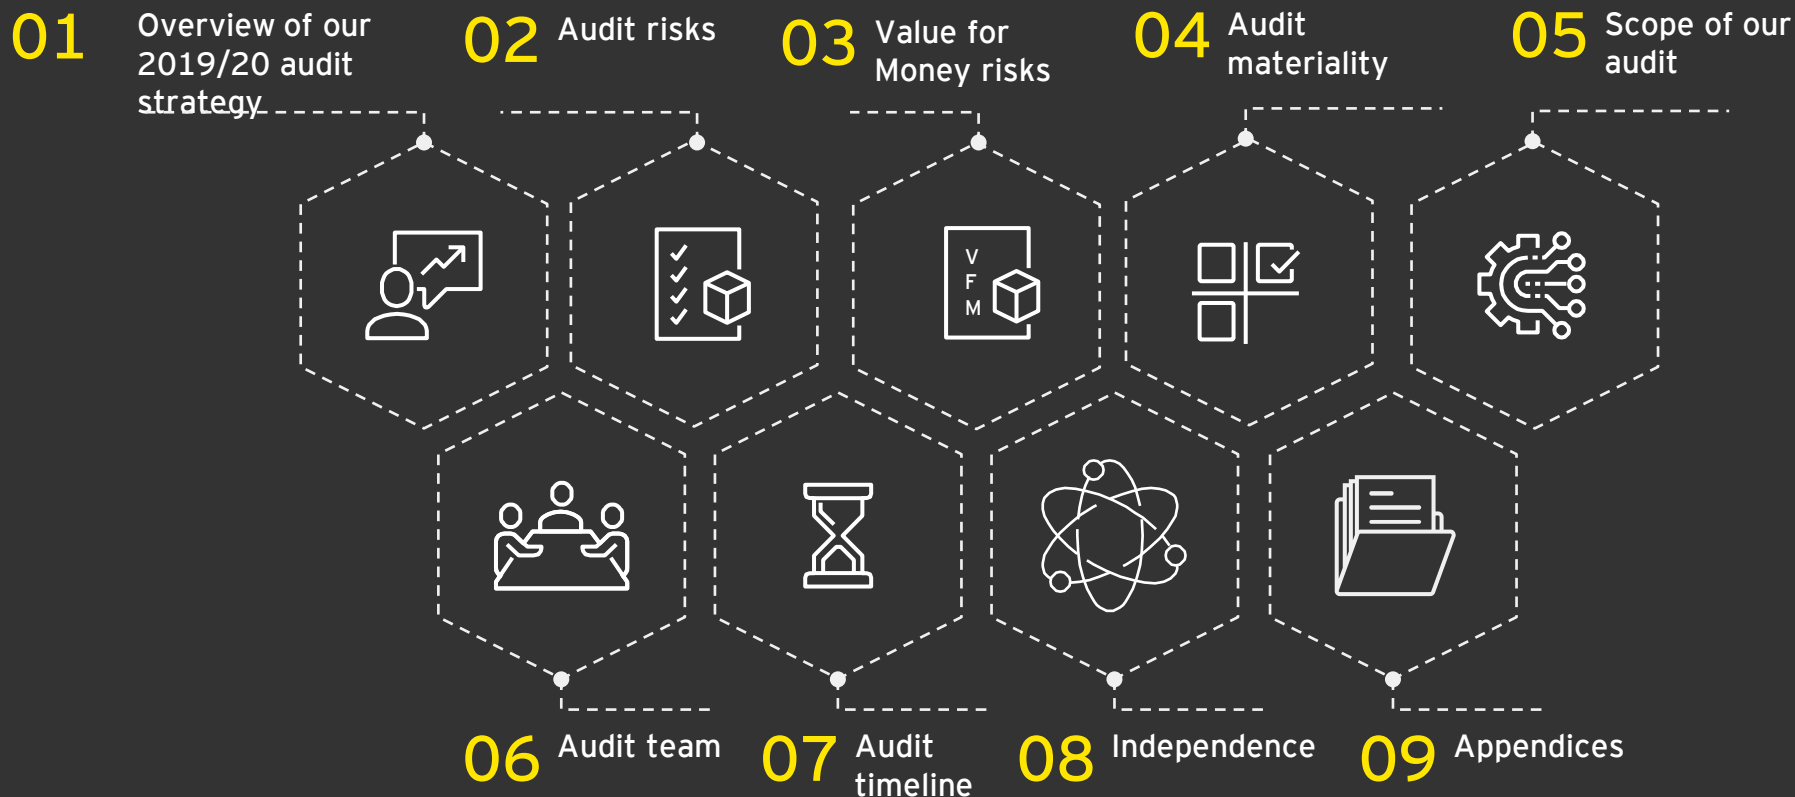 01 Overview of our
2019/20 audit
strategy
02 Audit risks
03 Value for
Money risks
04 Audit
materiality
05 Scope of our
audit
V
F
M
06 Audit team
07 Audit
timeline
08 Independence
09 Appendices